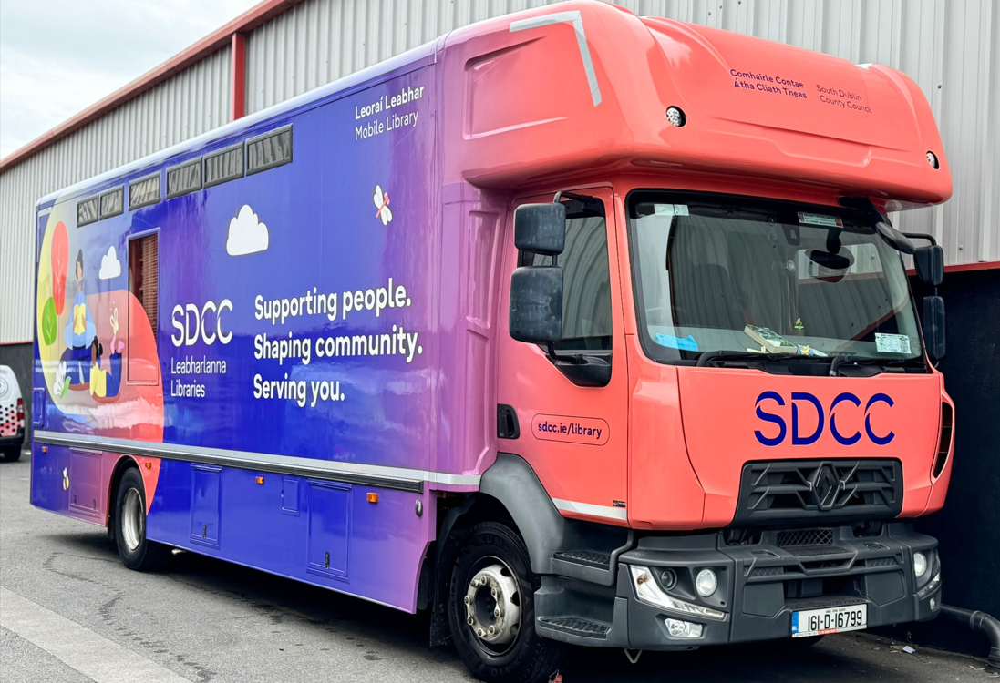 Leoraí Leabhar
Mobile Library
SDCC
Leabharlanna
Libraries
Supporting people.
Shaping community.
Serving you.
Comhairle Contae
Átha Cliath Theas
South Dublin
County Council
sdcc.ie/library
SDCC
161-D-16799